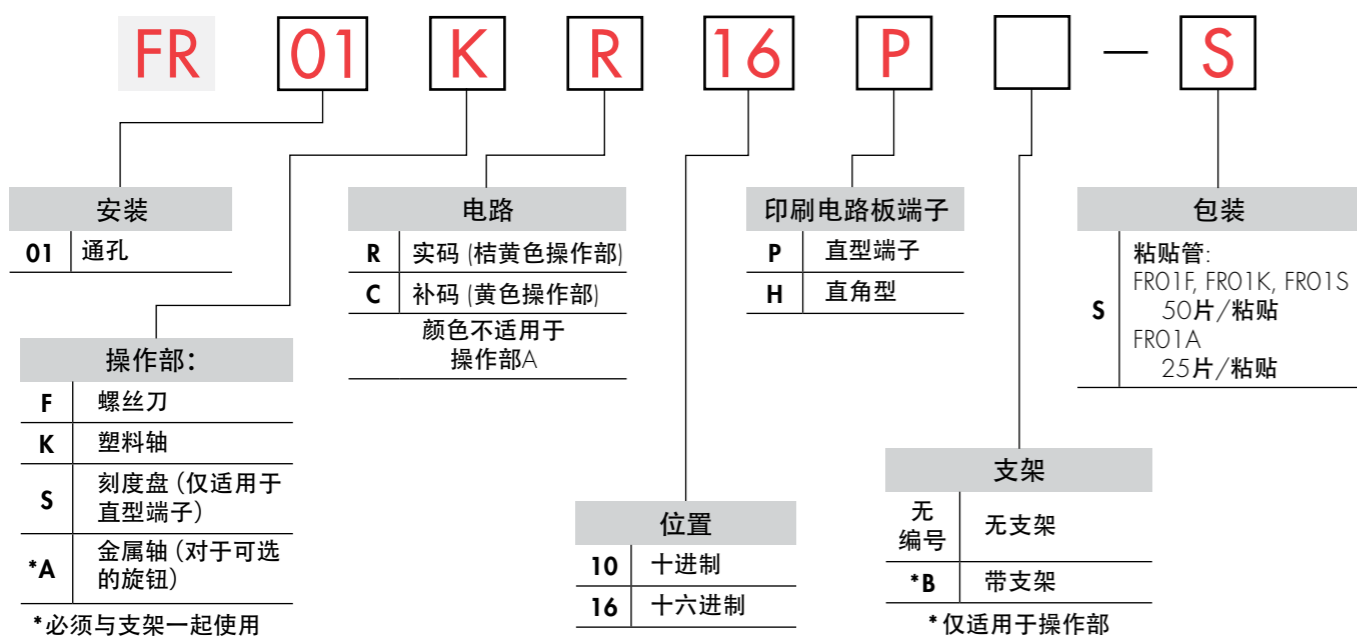 FR 01 K R 16 P — S
安装
01 通孔
操作部：
F 螺丝刀
K 塑料轴
S 刻度盘（仅适用于
直型端子）
*A 金属轴（对于可选
的旋钮）
*必须与支架一起使用
电路
R 实码 (桔黄色操作部)
C 补码 (黄色操作部)
颜色不适用于
操作部A
位置
10 十进制
16 十六进制
印刷电路板端子
P 直型端子
H 直角型
支架
无
编号 无支架
*B 带支架
*仅适用于操作部
包装
S 粘贴管:
FR01F, FR01K, FR01S
50片/粘贴
FR01A
25片/粘贴